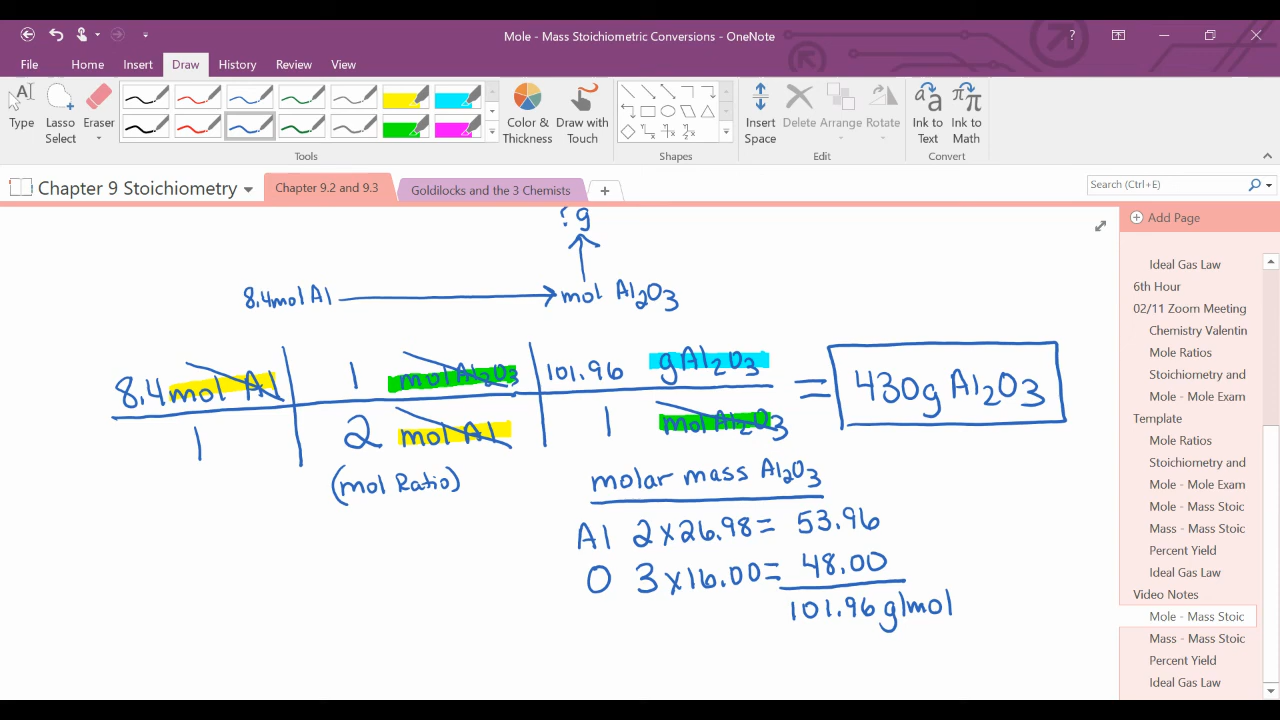 Mole - Mass Stoichiometric Conversions - OneNote
?
File Home Insert Draw History Review View
Type
Lasso Select
Eraser
Color & Thickness
Draw with Touch
Insert Space
Delete Arrange Rotate
Ink to Text
Ink to Math
Tools Shapes Edit Convert
Chapter 9 Stoichiometry
Chapter 9.2 and 9.3
Goldilocks and the 3 Chemists
Search (Ctrl+E)
Add Page
? g
8.4mol Al mol Al₂O₃
8.4 mol Al 1 mol Al₂O₃ 101.96 g Al₂O₃ = 430g Al₂O₃
1 2 mol Al 1 mol Al₂O₃
(mol Ratio)
molar mass Al₂O₃
Al 2 x 26.98 = 53.96
O 3 x 16.00 = 48.00
101.96 g/mol
Ideal Gas Law
6th Hour
02/11 Zoom Meeting
Chemistry Valentin
Mole Ratios
Stoichiometry and
Mole - Mole Exam
Template
Mole Ratios
Stoichiometry and
Mole - Mole Exam
Mole - Mass Stoic
Mass - Mass Stoic
Percent Yield
Ideal Gas Law
Video Notes
Mole - Mass Stoic
Mass - Mass Stoic
Percent Yield
Ideal Gas Law